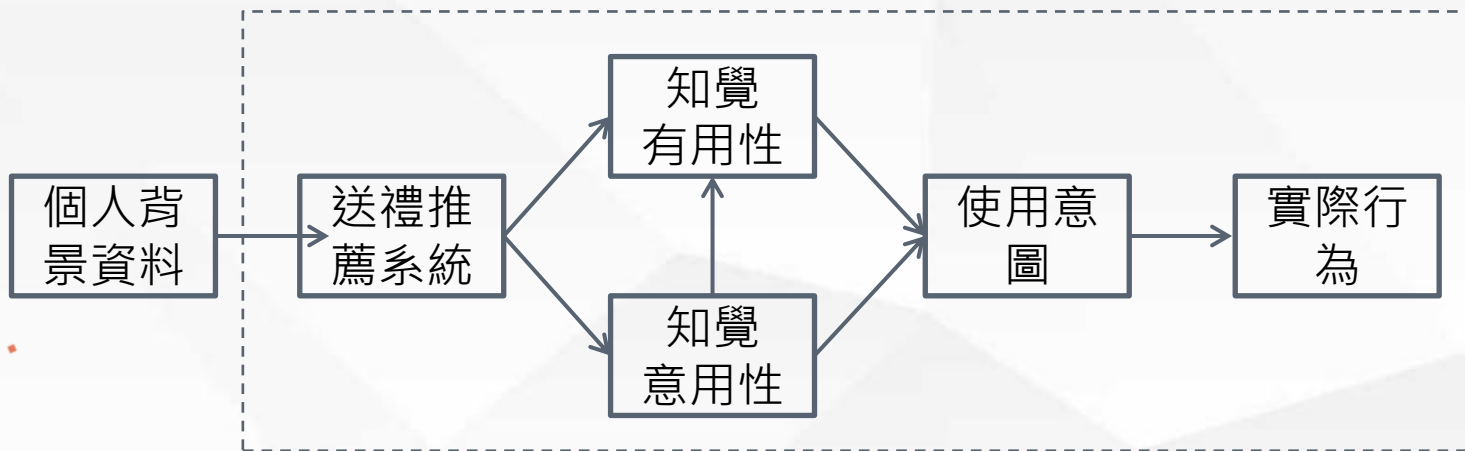 個人背
景資料
送禮推
薦系統
知覺
有用性
知覺
意用性
使用意
圖
實際行
為